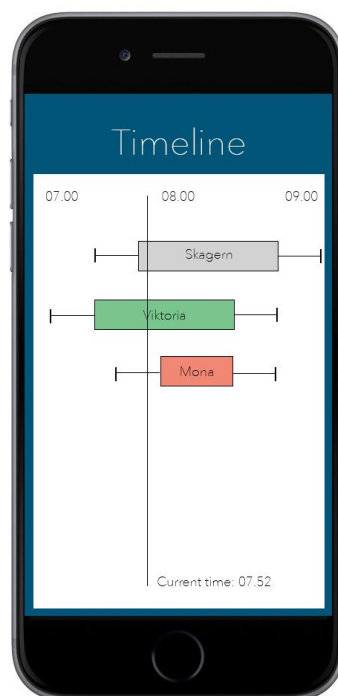 Timeline
07.00 08.00 09.00
Skagern
Viktoria
Mona
Current time: 07.52